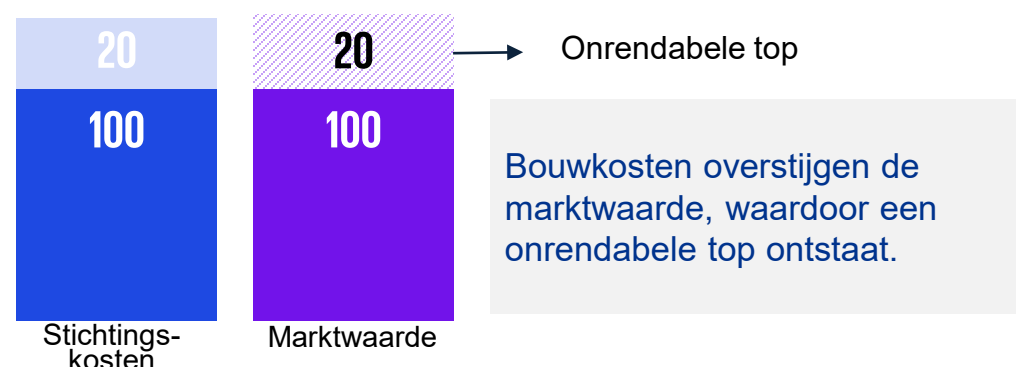 20
20
Onrendabele top
100
100
Bouwkosten overstijgen de
marktwaarde, waardoor een
onrendabele top ontstaat.
Stichtings-
kosten
Marktwaarde